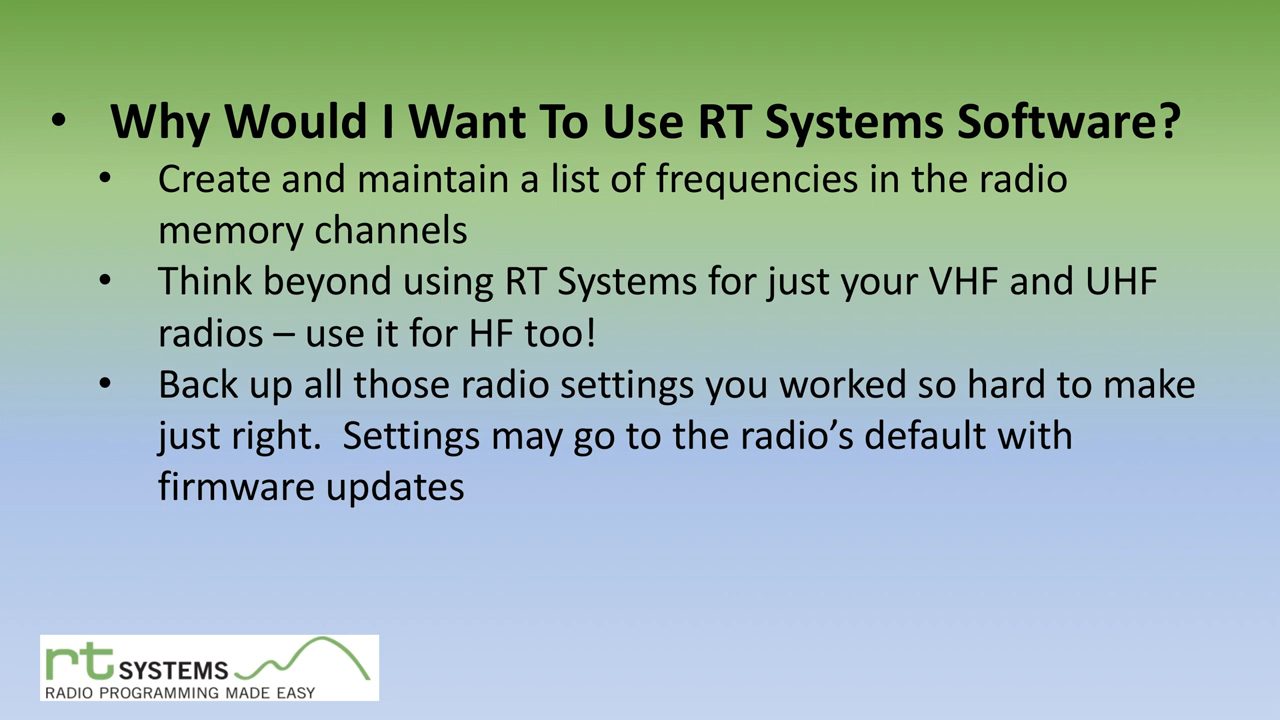 • Why Would I Want To Use RT Systems Software?
• Create and maintain a list of frequencies in the radio
memory channels
• Think beyond using RT Systems for just your VHF and UHF
radios – use it for HF too!
• Back up all those radio settings you worked so hard to make
just right.  Settings may go to the radio’s default with
firmware updates
rt SYSTEMS
RADIO PROGRAMMING MADE EASY